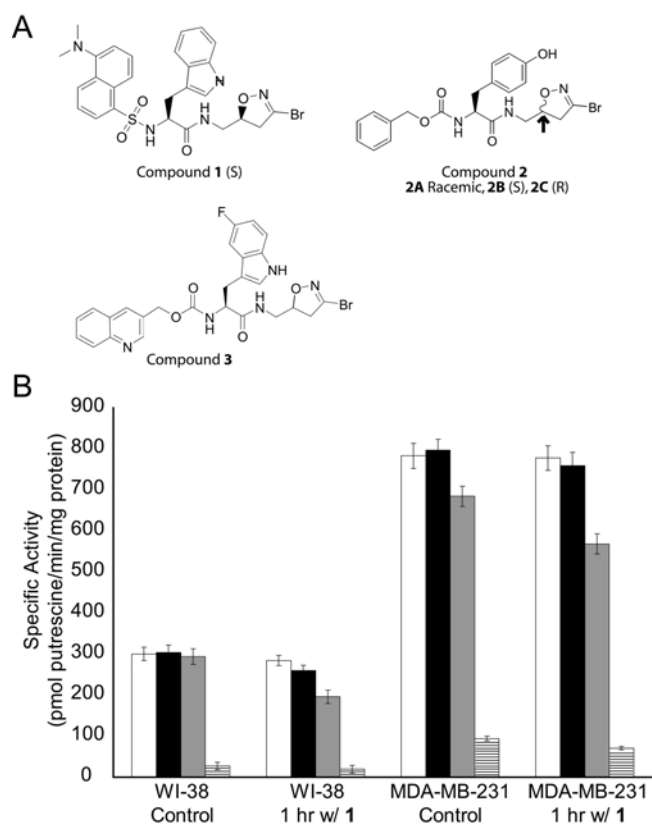 A
N
O
S
O
N
H
O
H
N
N
O
N
Br
Compound 1 (S)
OH
O
O
N
H
O
H
N
O
N
Br
Compound 2
2A Racemic, 2B (S), 2C (R)
F
NH
N
O
O
N
H
O
H
N
O
N
Br
Compound 3
B
Specific Activity
(pmol putrescine/min/mg protein)
900
800
700
600
500
400
300
200
100
0
WI-38
Control
WI-38
1 hr w/ 1
MDA-MB-231
Control
MDA-MB-231
1 hr w/ 1